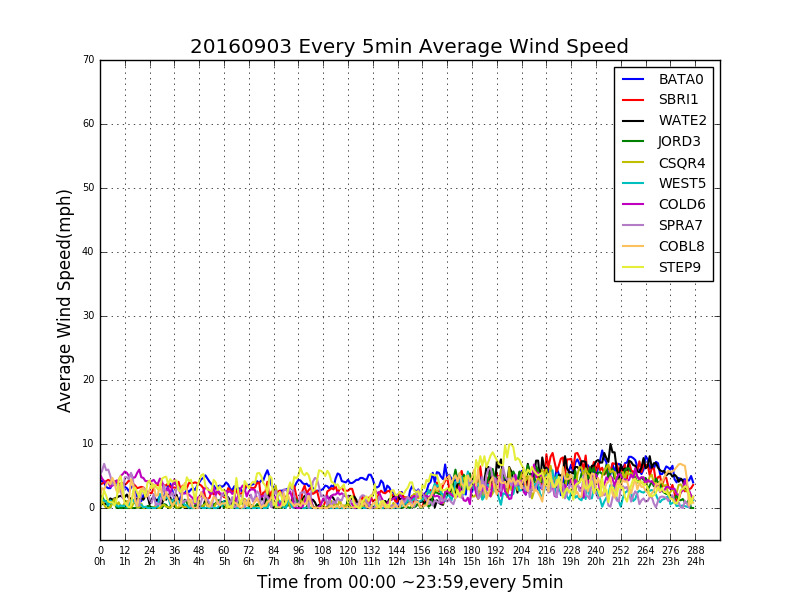 20160903 Every 5min Average Wind Speed
70
60
50
40
30
20
10
0
Average Wind Speed(mph)
BATA0
SBRI1
WATE2
JORD3
CSQR4
WEST5
COLD6
SPRA7
COBL8
STEP9
0 12 24 36 48 60 72 84 96 108 120 132 144 156 168 180 192 204 216 228 240 252 264 276 288
0h 1h 2h 3h 4h 5h 6h 7h 8h 9h 10h 11h 12h 13h 14h 15h 16h 17h 18h 19h 20h 21h 22h 23h 24h
Time from 00:00 ~23:59,every 5min